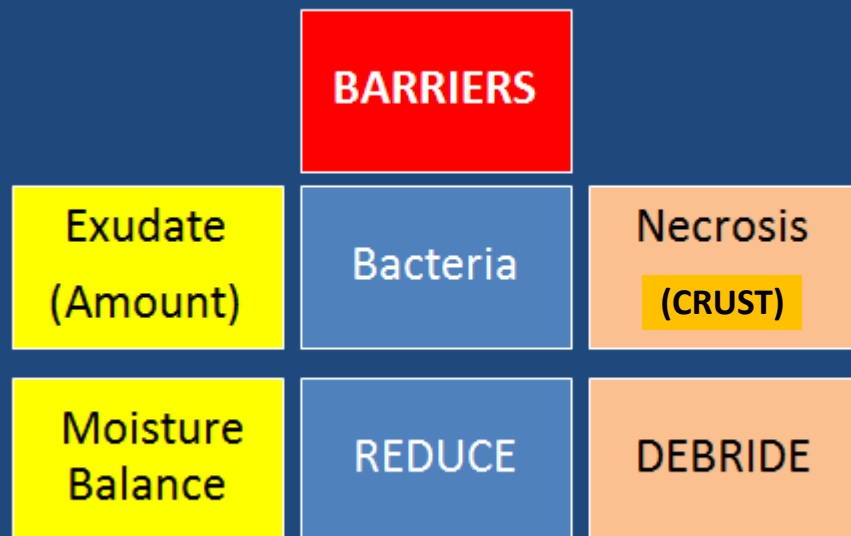 BARRIERS
Exudate
(Amount)
Bacteria
Necrosis
(CRUST)
Moisture
Balance
REDUCE
DEBRIDE